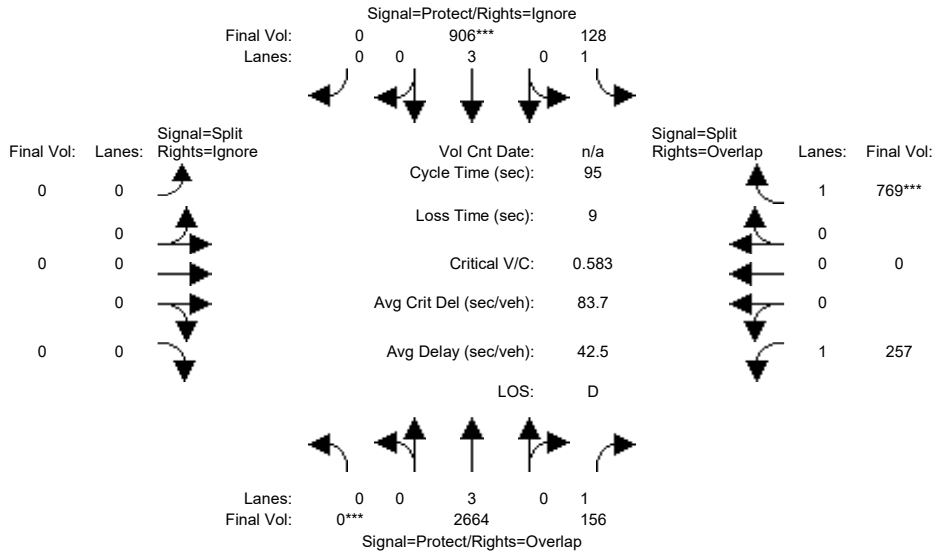 Signal=Protect/Rights=Ignore
Final Vol: 0 906*** 128
Lanes: 0 0 3 0 1
Signal=Split
Final Vol: Lanes: Rights=Ignore
Vol Cnt Date: n/a
Signal=Split
Rights=Overlap Lanes: Final Vol:
Cycle Time (sec): 95
0 0
1 769***
Loss Time (sec): 9
0
0
0 0
Critical V/C: 0.583
0 0
0
Avg Crit Del (sec/veh): 83.7
0
0 0
Avg Delay (sec/veh): 42.5
1 257
LOS: D
Lanes: 0 0 3 0 1
Final Vol: 0*** 2664 156
Signal=Protect/Rights=Overlap